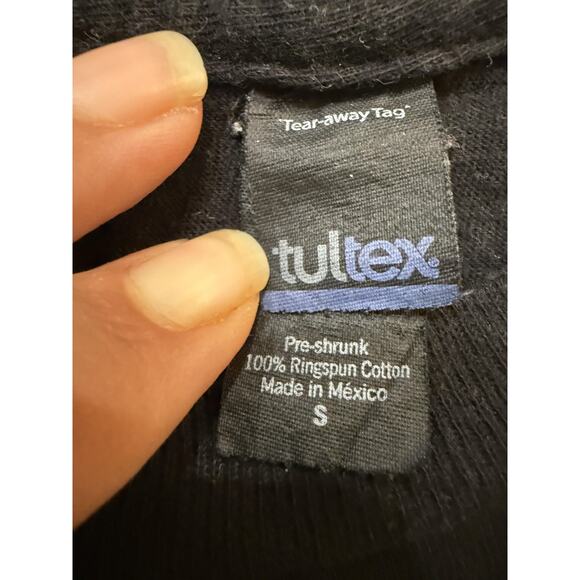 "Tear-away Tag"
tultex
Pre-shrunk
100% Ringspun Cotton
Made in México
S